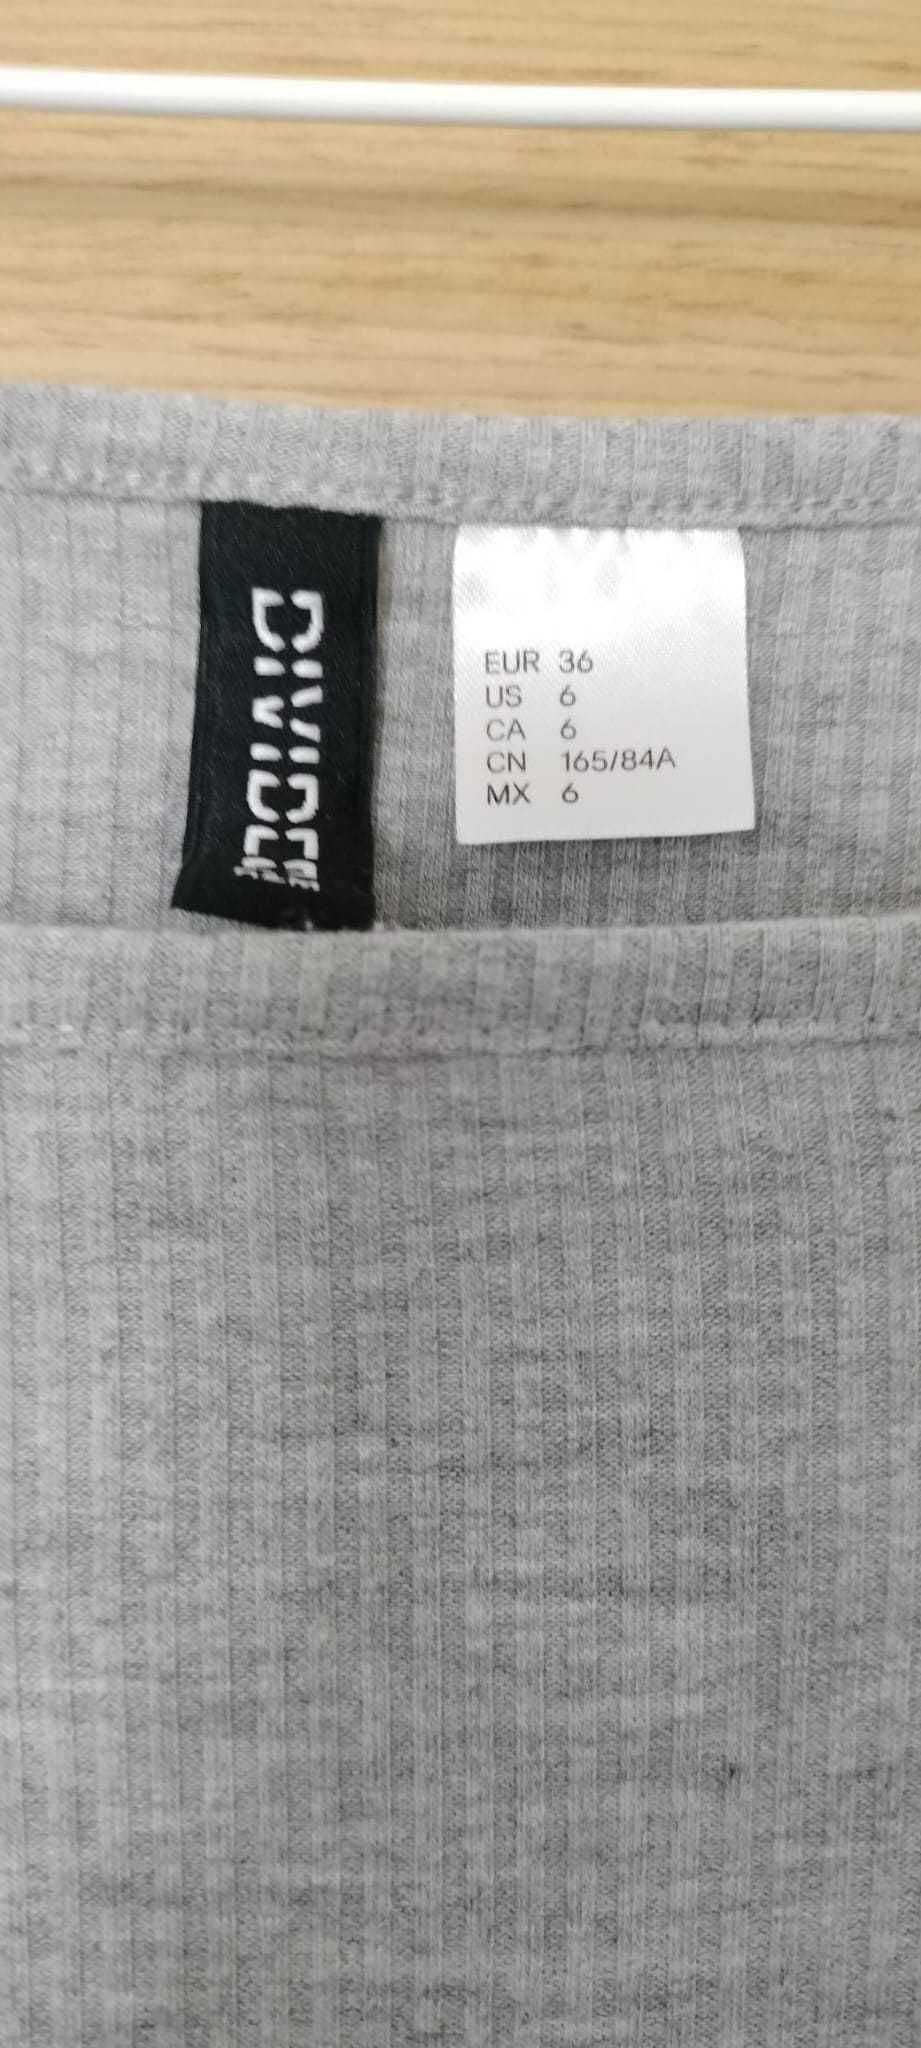 DIVIDED
EUR 36
US 6
CA 6
CN 165/84A
MX 6